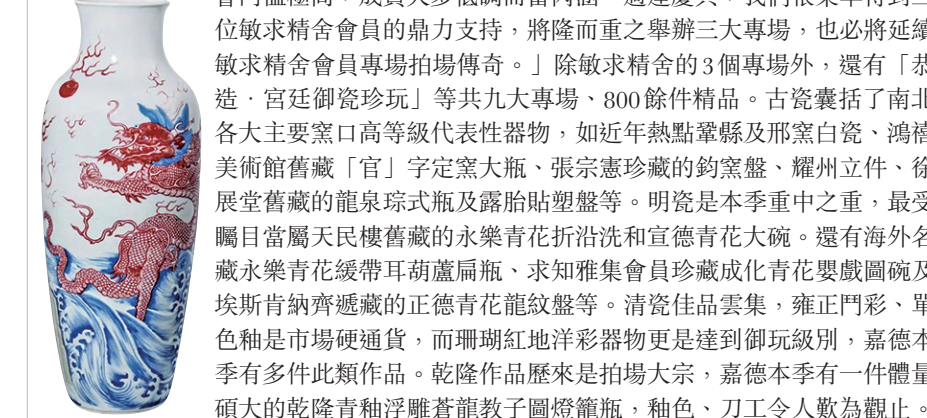 位敏求精舍會員的鼎力支持，將隆而重之舉辦三大專場，也必將延續
敏求精舍會員專場拍場傳奇。」除敏求精舍的3個專場外，還有「恭
造．宮廷御瓷珍玩」等共九大專場、800餘件精品。古瓷囊括了南北
各大主要窯口高等級代表性器物，如近年熱點鞏縣及邢窯白瓷、鴻禧
美術館舊藏「官」字定窯大瓶、張宗憲珍藏的鈞窯盤、耀州立件、徐
展堂舊藏的龍泉琮式瓶及露胎貼塑盤等。明瓷是本季重中之重，最受
矚目當屬天民樓舊藏的永樂青花折沿洗和宣德青花大碗。還有海外名
藏永樂青花綬帶耳葫蘆扁瓶、求知雅集會員珍藏成化青花嬰戲圖碗及
埃斯肯納齊遞藏的正德青花龍紋盤等。清瓷佳品雲集，雍正鬥彩、單
色釉是市場硬通貨，而珊瑚紅地洋彩器物更是達到御玩級別，嘉德本
季有多件此類作品。乾隆作品歷來是拍場大宗，嘉德本季有一件體量
碩大的乾隆青釉浮雕蒼龍教子圖燈籠瓶，釉色、刀工令人歎為觀止。